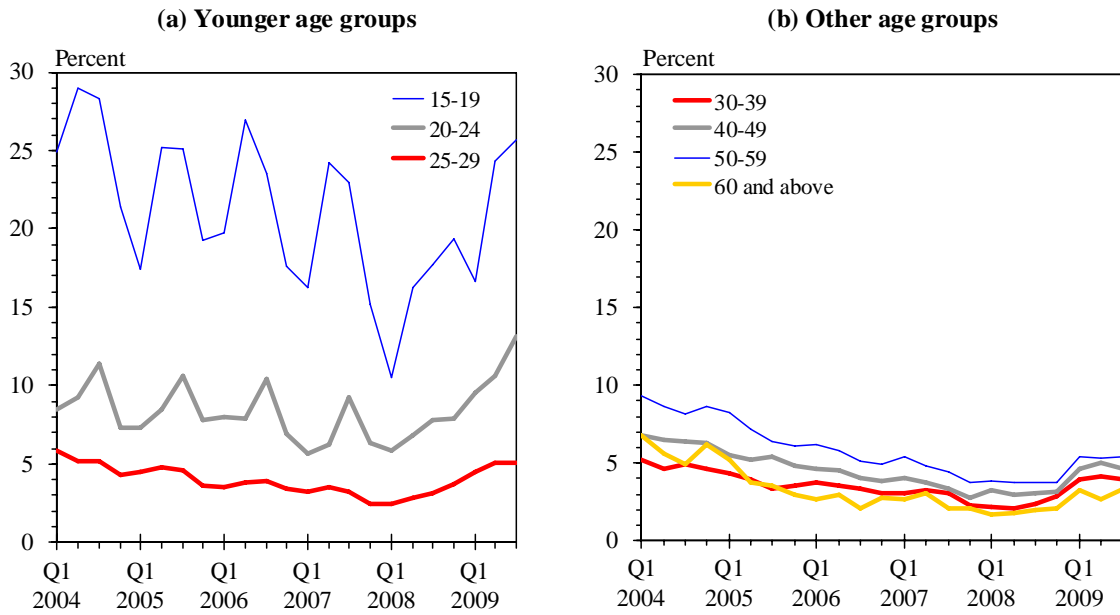 (a) Younger age groups
Percent
30
25
20
15
10
5
0
15-19
20-24
25-29
Q1 Q1 Q1 Q1 Q1 Q1
2004 2005 2006 2007 2008 2009
(b) Other age groups
Percent
30
25
20
15
10
5
0
30-39
40-49
50-59
60 and above
Q1 Q1 Q1 Q1 Q1 Q1
2004 2005 2006 2007 2008 2009